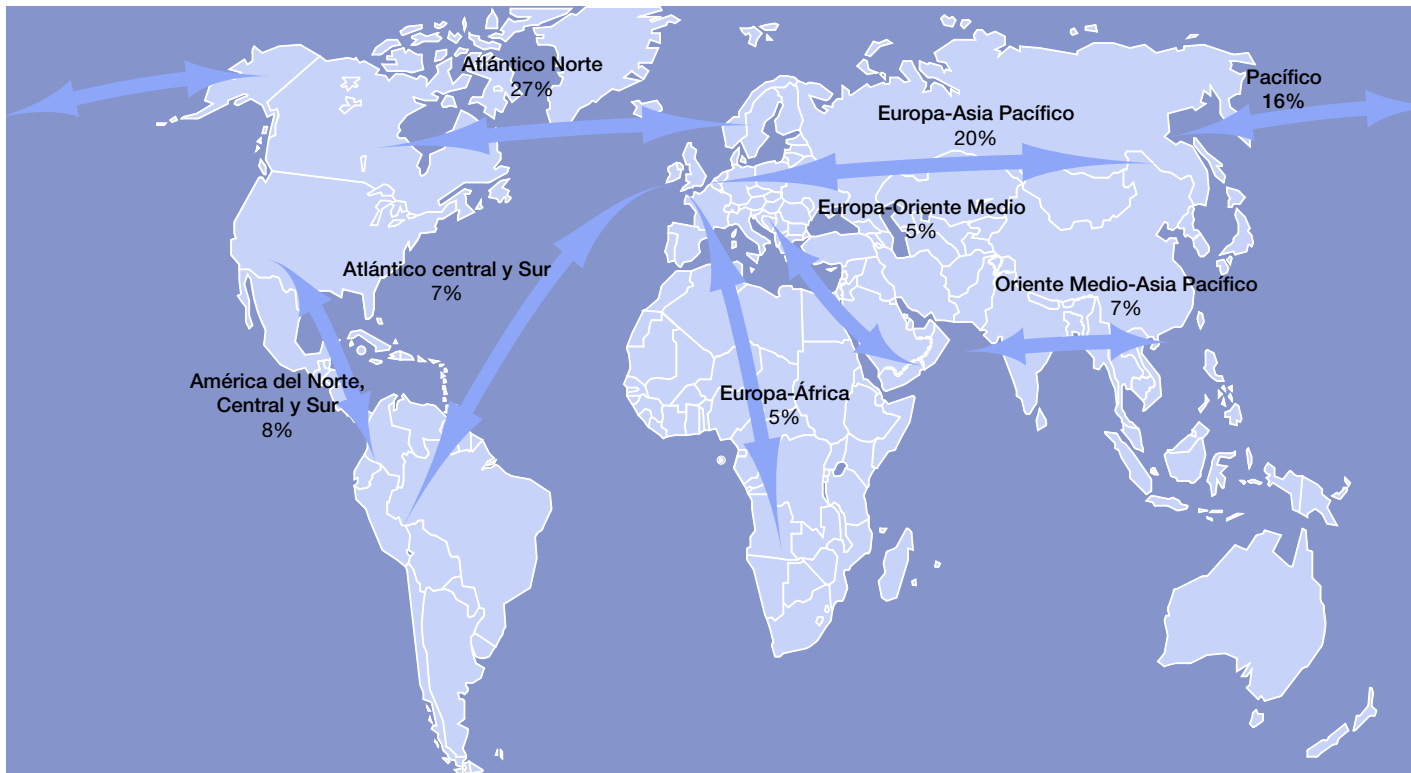 Atlántico Norte
27%
Pacífico
16%
Europa-Asia Pacífico
20%
Europa-Oriente Medio
5%
Atlántico central y Sur
7%
Oriente Medio-Asia Pacífico
7%
América del Norte,
Central y Sur
8%
Europa-África
5%